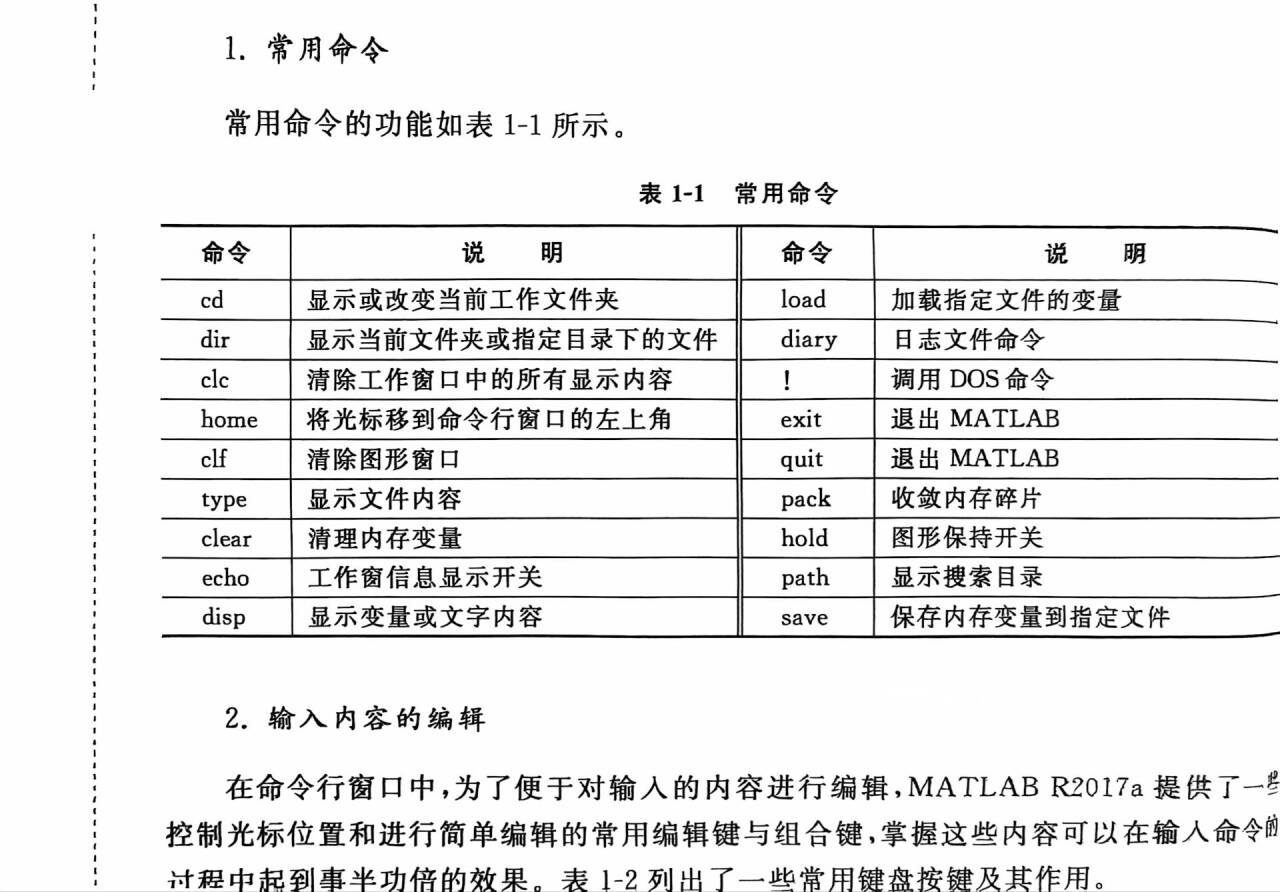 1. 常用命令
常用命令的功能如表 1-1 所示。
表 1-1 常用命令
命令 说 明 命令 说 明
cd 显示或改变当前工作文件夹 load 加载指定文件的变量
dir 显示当前文件夹或指定目录下的文件 diary 日志文件命令
clc 清除工作窗口中的所有显示内容 ! 调用 DOS 命令
home 将光标移到命令行窗口的左上角 exit 退出 MATLAB
clf 清除图形窗口 quit 退出 MATLAB
type 显示文件内容 pack 收敛内存碎片
clear 清理内存变量 hold 图形保持开关
echo 工作窗信息显示开关 path 显示搜索目录
disp 显示变量或文字内容 save 保存内存变量到指定文件
2. 输入内容的编辑
在命令行窗口中,为了便于对输入的内容进行编辑,MATLAB R2017a 提供了一些
控制光标位置和进行简单编辑的常用编辑键与组合键,掌握这些内容可以在输入命令的
过程中起到事半功倍的效果。表 1-2 列出了一些常用键盘按键及其作用。